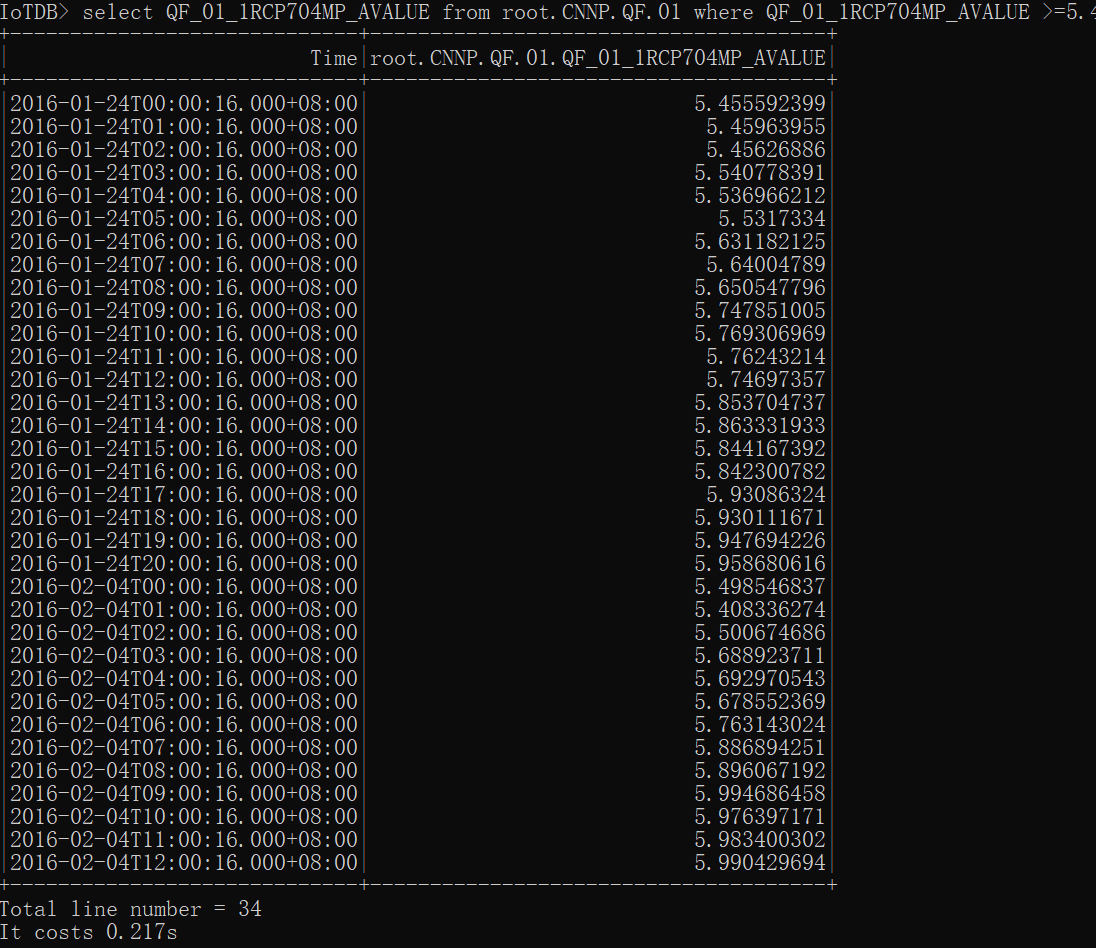 IoTDB> select QF_01_1RCP704MP_AVALUE from root.CNNP.QF.01 where QF_01_1RCP704MP_AVALUE >=5.4
+-----------------------------+--------------------------------------+
|                         Time|root.CNNP.QF.01.QF_01_1RCP704MP_AVALUE|
+-----------------------------+--------------------------------------+
|2016-01-24T00:00:16.000+08:00|                           5.455592399|
|2016-01-24T01:00:16.000+08:00|                            5.45963955|
|2016-01-24T02:00:16.000+08:00|                            5.45626886|
|2016-01-24T03:00:16.000+08:00|                           5.540778391|
|2016-01-24T04:00:16.000+08:00|                           5.536966212|
|2016-01-24T05:00:16.000+08:00|                             5.5317334|
|2016-01-24T06:00:16.000+08:00|                           5.631182125|
|2016-01-24T07:00:16.000+08:00|                            5.64004789|
|2016-01-24T08:00:16.000+08:00|                           5.650547796|
|2016-01-24T09:00:16.000+08:00|                           5.747851005|
|2016-01-24T10:00:16.000+08:00|                           5.769306969|
|2016-01-24T11:00:16.000+08:00|                            5.76243214|
|2016-01-24T12:00:16.000+08:00|                            5.74697357|
|2016-01-24T13:00:16.000+08:00|                           5.853704737|
|2016-01-24T14:00:16.000+08:00|                           5.863331933|
|2016-01-24T15:00:16.000+08:00|                           5.844167392|
|2016-01-24T16:00:16.000+08:00|                           5.842300782|
|2016-01-24T17:00:16.000+08:00|                            5.93086324|
|2016-01-24T18:00:16.000+08:00|                           5.930111671|
|2016-01-24T19:00:16.000+08:00|                           5.947694226|
|2016-01-24T20:00:16.000+08:00|                           5.958680616|
|2016-02-04T00:00:16.000+08:00|                           5.498546837|
|2016-02-04T01:00:16.000+08:00|                           5.408336274|
|2016-02-04T02:00:16.000+08:00|                           5.500674686|
|2016-02-04T03:00:16.000+08:00|                           5.688923711|
|2016-02-04T04:00:16.000+08:00|                           5.692970543|
|2016-02-04T05:00:16.000+08:00|                           5.678552369|
|2016-02-04T06:00:16.000+08:00|                           5.763143024|
|2016-02-04T07:00:16.000+08:00|                           5.886894251|
|2016-02-04T08:00:16.000+08:00|                           5.896067192|
|2016-02-04T09:00:16.000+08:00|                           5.994686458|
|2016-02-04T10:00:16.000+08:00|                           5.976397171|
|2016-02-04T11:00:16.000+08:00|                           5.983400302|
|2016-02-04T12:00:16.000+08:00|                           5.990429694|
+-----------------------------+--------------------------------------+
Total line number = 34
It costs 0.217s